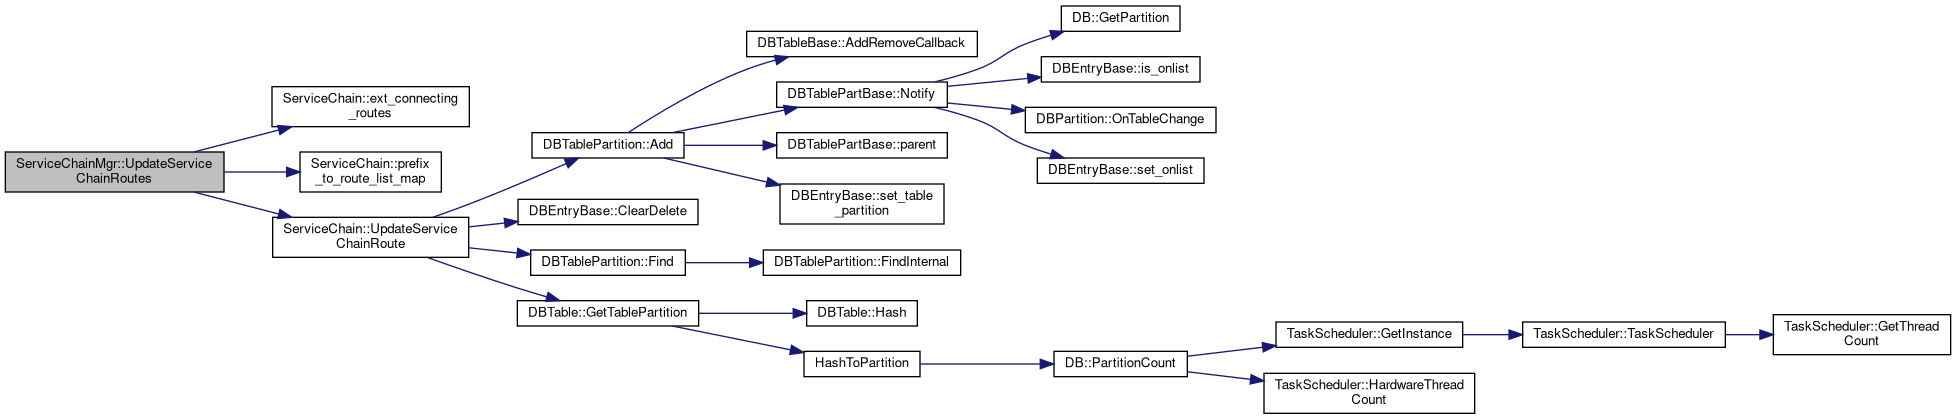 ServiceChainMgr::UpdateService
ChainRoutes
ServiceChain::ext_connecting
_routes
ServiceChain::prefix
_to_route_list_map
ServiceChain::UpdateService
ChainRoute
DBTablePartition::Add
DBTableBase::AddRemoveCallback
DBTablePartBase::Notify
DB::GetPartition
DBEntryBase::is_onlist
DBPartition::OnTableChange
DBEntryBase::set_onlist
DBTablePartBase::parent
DBEntryBase::set_table
_partition
DBEntryBase::ClearDelete
DBTablePartition::Find
DBTablePartition::FindInternal
DBTable::GetTablePartition
DBTable::Hash
HashToPartition
DB::PartitionCount
TaskScheduler::GetInstance
TaskScheduler::TaskScheduler
TaskScheduler::GetThread
Count
TaskScheduler::HardwareThread
Count